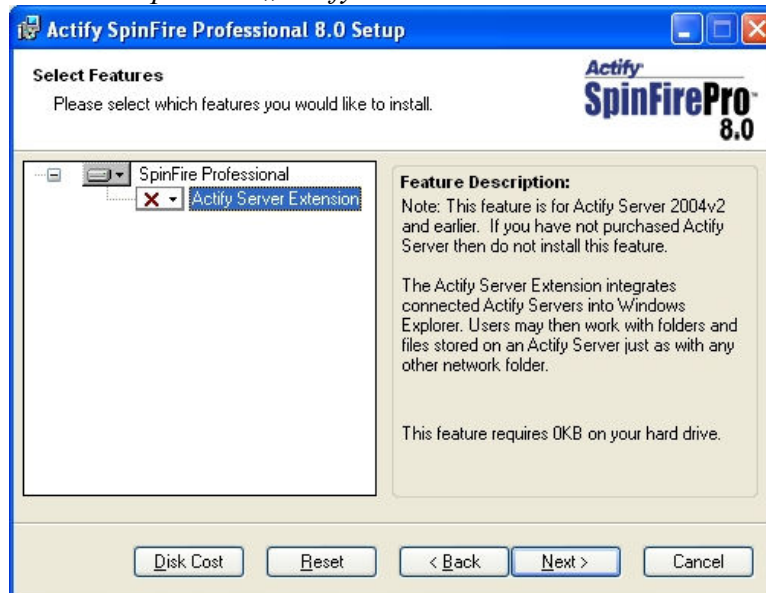 Actify SpinFire Professional 8.0 Setup
Select Features
Please select which features you would like to install.
Actify
SpinFirePro™
8.0
SpinFire Professional
Actify Server Extension
Feature Description:
Note: This feature is for Actify Server 2004v2
and earlier. If you have not purchased Actify
Server then do not install this feature.
The Actify Server Extension integrates
connected Actify Servers into Windows
Explorer. Users may then work with folders and
files stored on an Actify Server just as with any
other network folder.
This feature requires 0KB on your hard drive.
Disk Cost Reset < Back Next > Cancel